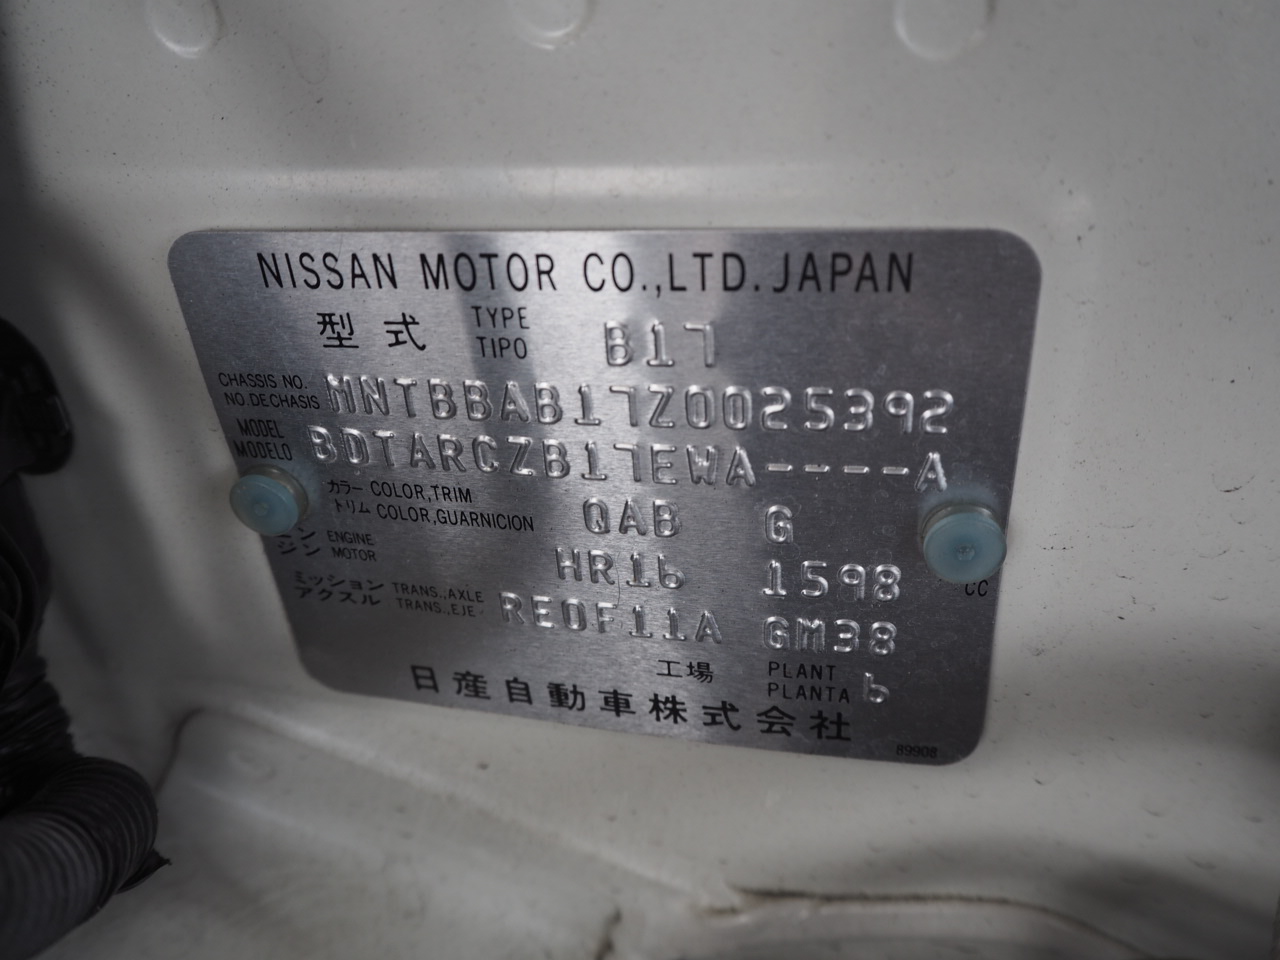 NISSAN MOTOR CO.,LTD.JAPAN
型式 TYPE TIPO B17
CHASSIS NO. NO.DECHASIS MNTBBAB17Z0025392
MODEL MODELO BDTARCZB17EWA----A
カラー COLOR,TRIM
トリム COLOR,GUARNICION QAB G
ENGINE
ジン MOTOR HR16 1598 CC
ミッション TRANS.,AXLE
アクスル TRANS.,EJE RE0F11A GM38
工場 PLANT PLANTA 6
日産自動車株式会社
89908